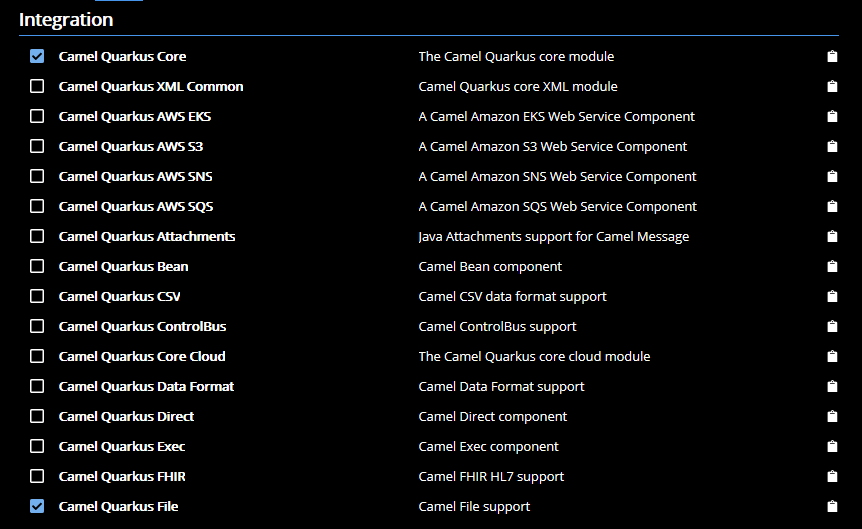 Integration
Camel Quarkus Core The Camel Quarkus core module
Camel Quarkus XML Common Camel Quarkus core XML module
Camel Quarkus AWS EKS A Camel Amazon EKS Web Service Component
Camel Quarkus AWS S3 A Camel Amazon S3 Web Service Component
Camel Quarkus AWS SNS A Camel Amazon SNS Web Service Component
Camel Quarkus AWS SQS A Camel Amazon SQS Web Service Component
Camel Quarkus Attachments Java Attachments support for Camel Message
Camel Quarkus Bean Camel Bean component
Camel Quarkus CSV Camel CSV data format support
Camel Quarkus ControlBus Camel ControlBus support
Camel Quarkus Core Cloud The Camel Quarkus core cloud module
Camel Quarkus Data Format Camel Data Format support
Camel Quarkus Direct Camel Direct component
Camel Quarkus Exec Camel Exec component
Camel Quarkus FHIR Camel FHIR HL7 support
Camel Quarkus File Camel File support